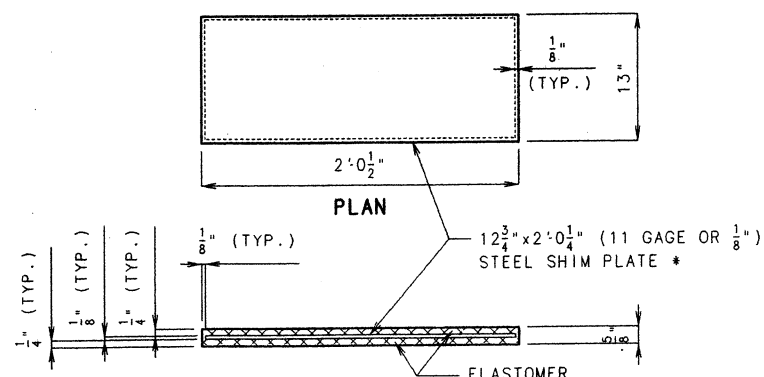 1/8"
(TYP.)
13"
2'-0 1/2"
PLAN
1/8" (TYP.)
12 3/4"x2'-0 1/4" (11 GAGE OR 1/8")
STEEL SHIM PLATE *
1/4" (TYP.)
1/8" (TYP.)
1/4" (TYP.)
5/8"
ELASTOMER